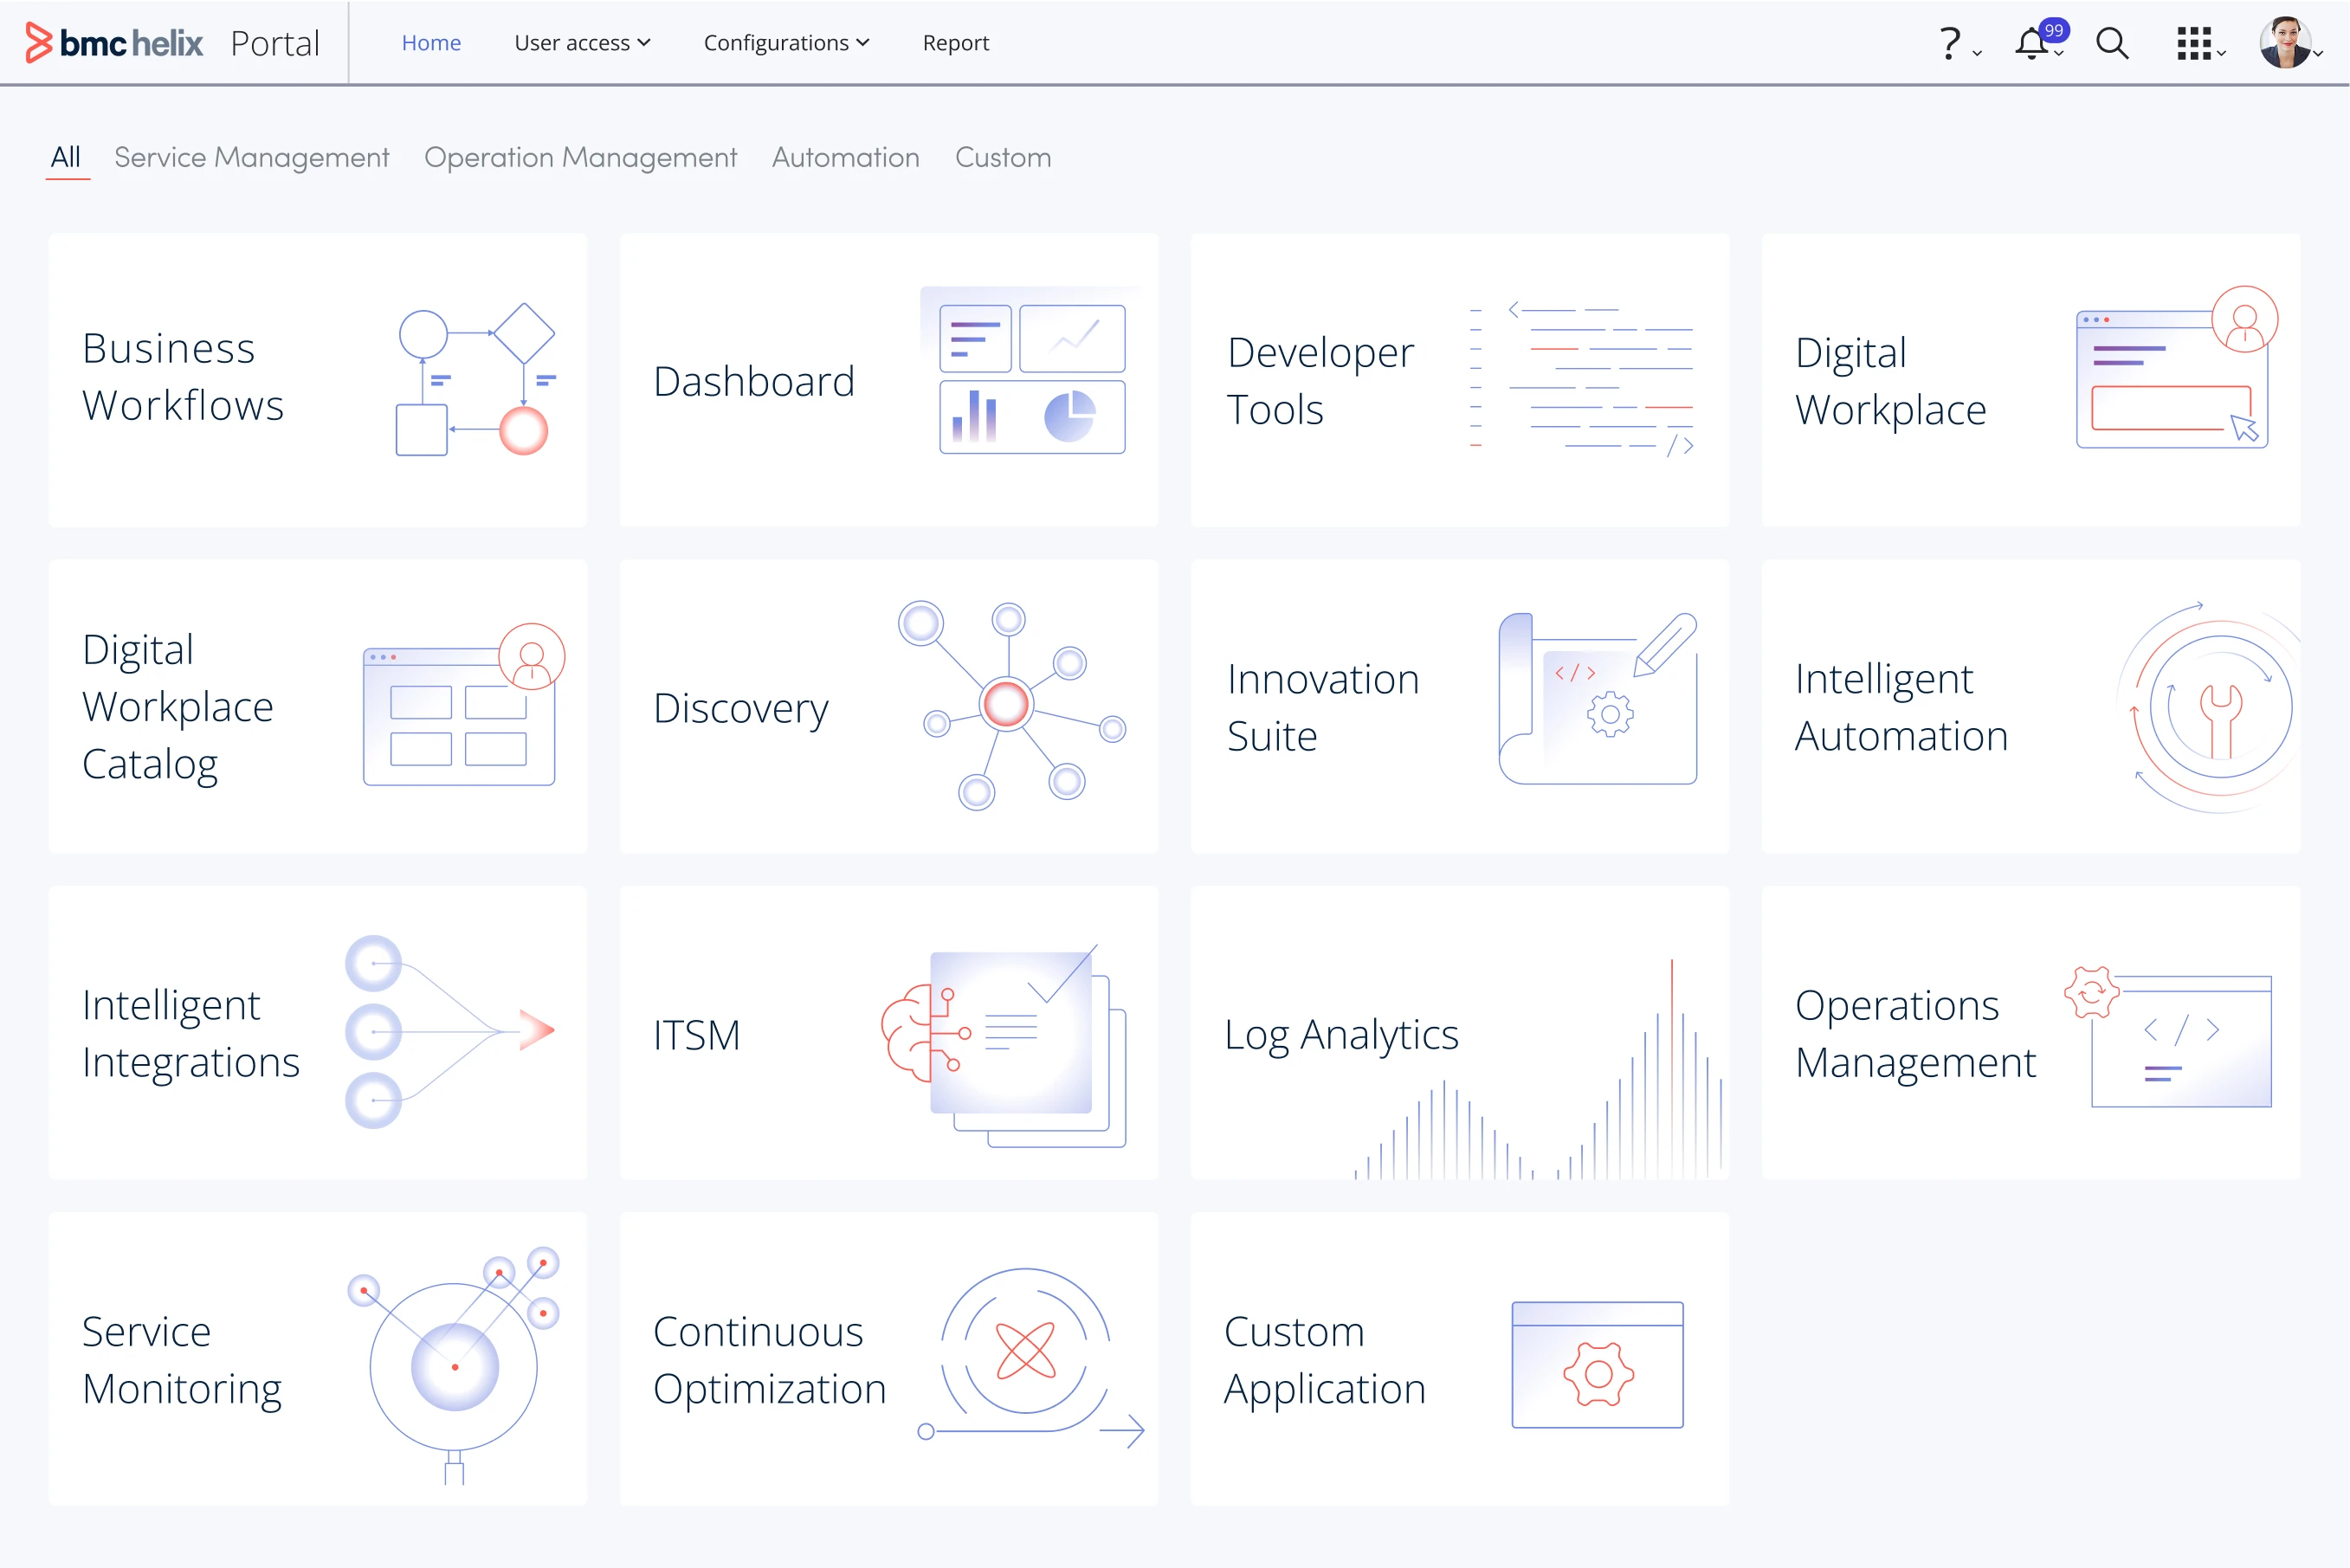 bmc helix Portal Home User access Configurations Report ? 99
All Service Management Operation Management Automation Custom
Business
Workflows
Dashboard
Developer
Tools
Digital
Workplace
Digital
Workplace
Catalog
Discovery
Innovation
Suite
</>
Intelligent
Automation
Intelligent
Integrations
ITSM
Log Analytics
Operations
Management
</>
Service
Monitoring
Continuous
Optimization
Custom
Application